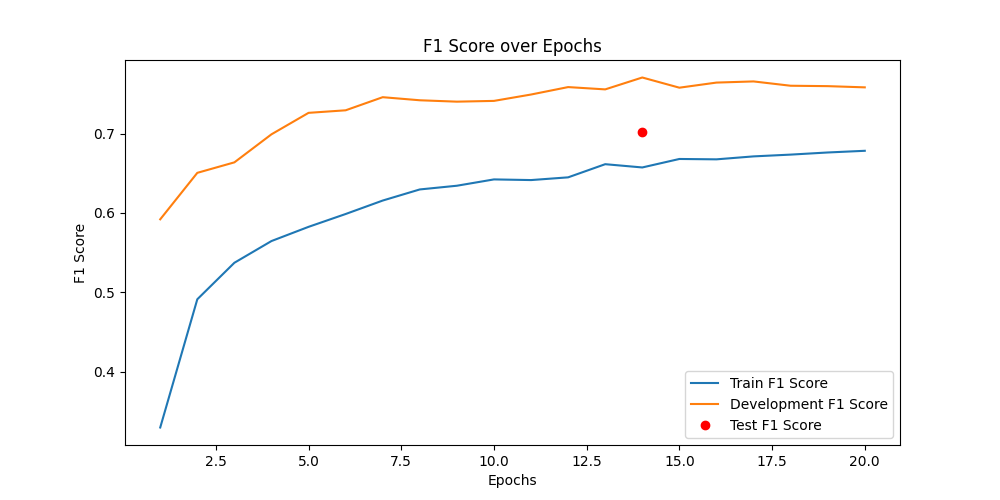 F1 Score over Epochs
F1 Score
0.7
0.6
0.5
0.4
2.5 5.0 7.5 10.0 12.5 15.0 17.5 20.0
Epochs
Train F1 Score
Development F1 Score
Test F1 Score